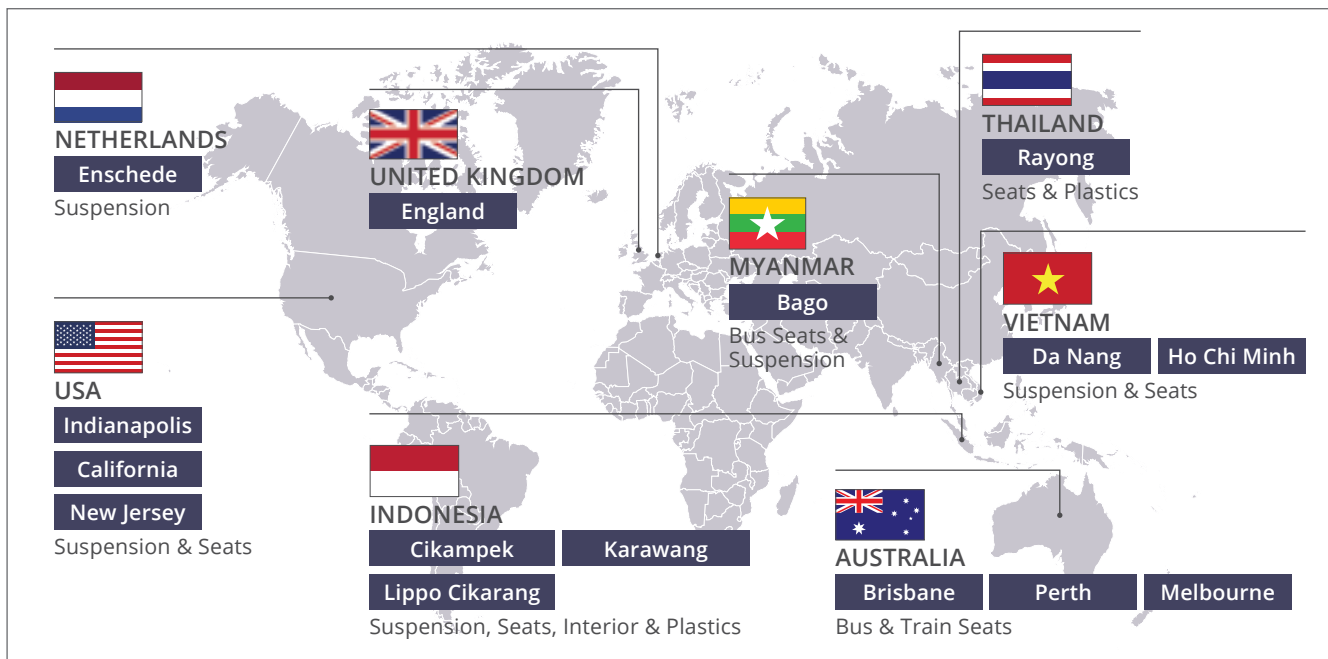 NETHERLANDS
Enschede
Suspension
UNITED KINGDOM
England
THAILAND
Rayong
Seats & Plastics
MYANMAR
Bago
Bus Seats &
Suspension
VIETNAM
Da Nang
Ho Chi Minh
Suspension & Seats
USA
Indianapolis
California
New Jersey
Suspension & Seats
INDONESIA
Cikampek
Karawang
Lippo Cikarang
Suspension, Seats, Interior & Plastics
AUSTRALIA
Brisbane
Perth
Melbourne
Bus & Train Seats